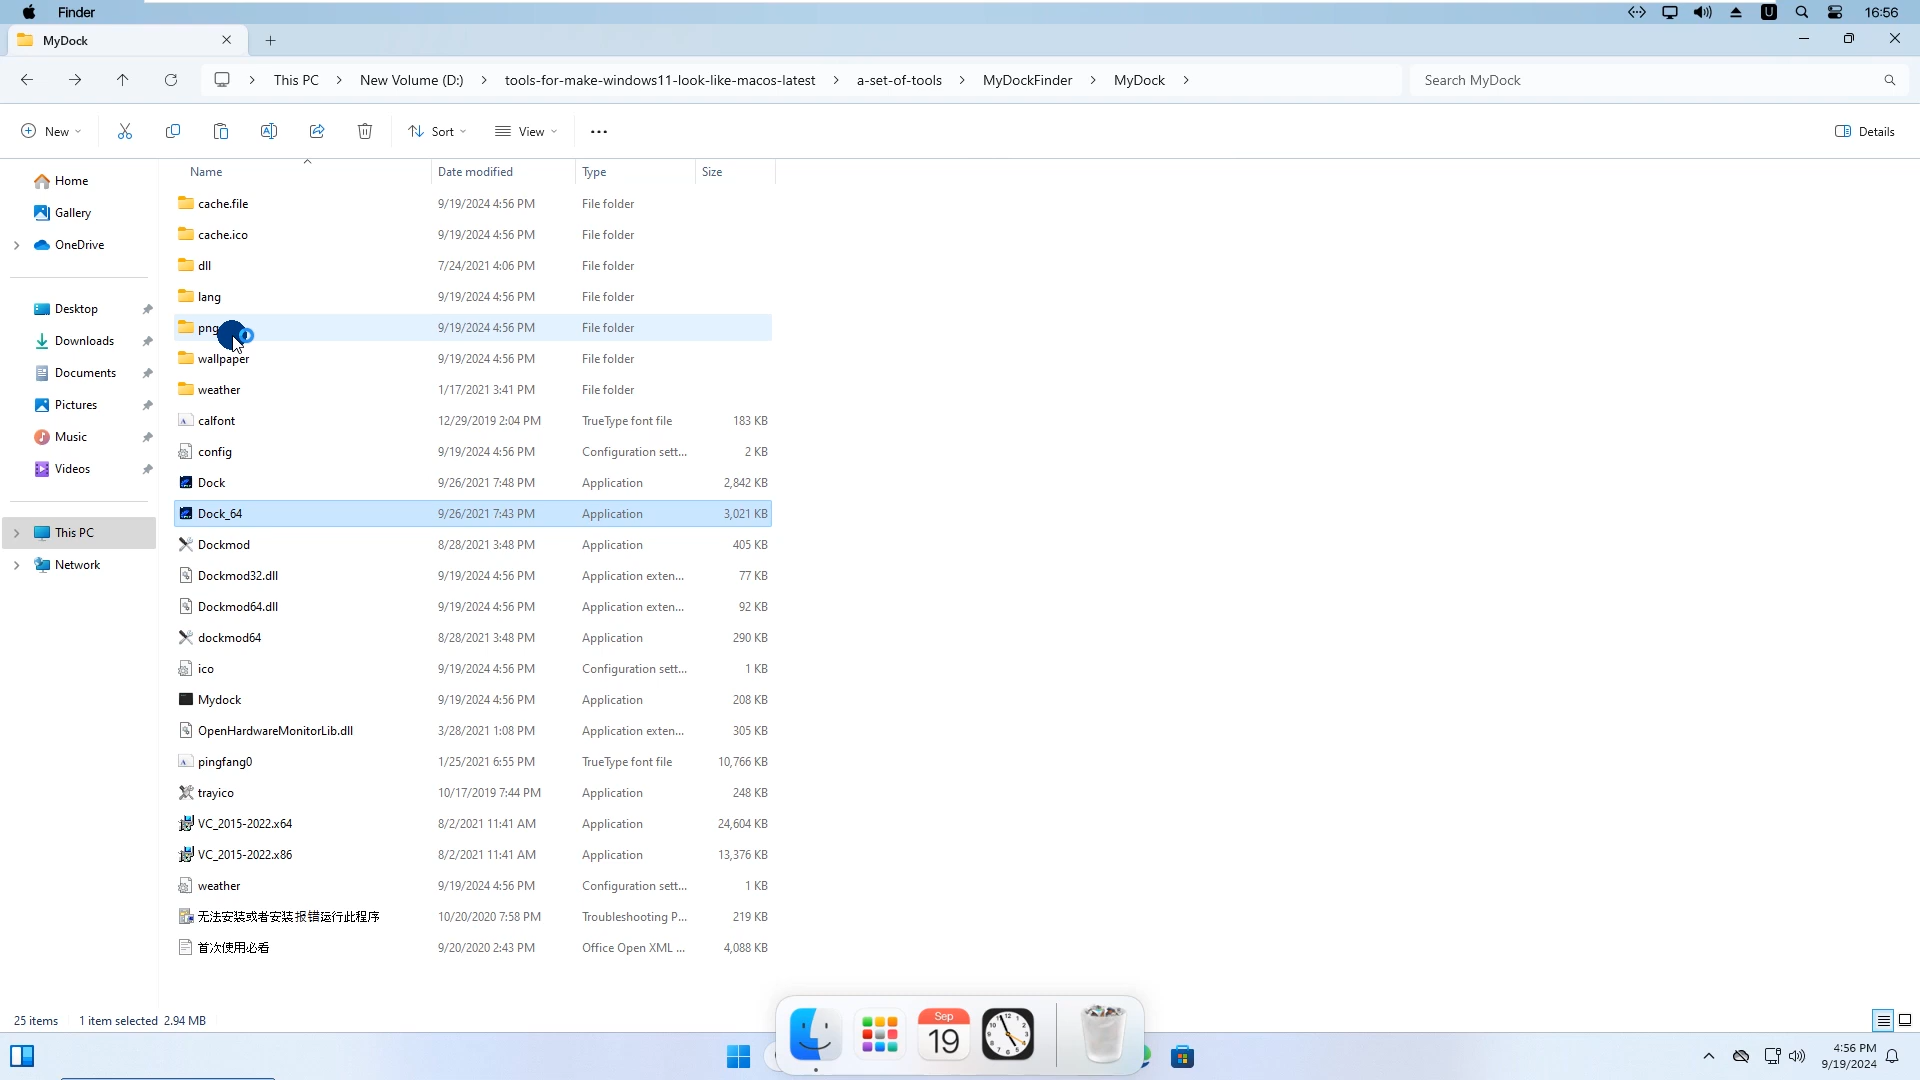 Finder
U
16:56
MyDock
This PC
New Volume (D:)
tools-for-make-windows11-look-like-macos-latest
a-set-of-tools
MyDockFinder
MyDock
Search MyDock
New
Sort
View
Details
Name Date modified Type Size
Home
Gallery
OneDrive
Desktop
Downloads
Documents
Pictures
Music
Videos
This PC
Network
cache.file 9/19/2024 4:56 PM File folder
cache.ico 9/19/2024 4:56 PM File folder
dll 7/24/2021 4:06 PM File folder
lang 9/19/2024 4:56 PM File folder
png 9/19/2024 4:56 PM File folder
wallpaper 9/19/2024 4:56 PM File folder
weather 1/17/2021 3:41 PM File folder
calfont 12/29/2019 2:04 PM TrueType font file 183 KB
config 9/19/2024 4:56 PM Configuration sett... 2 KB
Dock 9/26/2021 7:48 PM Application 2,842 KB
Dock_64 9/26/2021 7:43 PM Application 3,021 KB
Dockmod 8/28/2021 3:48 PM Application 405 KB
Dockmod32.dll 9/19/2024 4:56 PM Application exten... 77 KB
Dockmod64.dll 9/19/2024 4:56 PM Application exten... 92 KB
dockmod64 8/28/2021 3:48 PM Application 290 KB
ico 9/19/2024 4:56 PM Configuration sett... 1 KB
Mydock 9/19/2024 4:56 PM Application 208 KB
OpenHardwareMonitorLib.dll 3/28/2021 1:08 PM Application exten... 305 KB
pingfang0 1/25/2021 6:55 PM TrueType font file 10,766 KB
trayico 10/17/2019 7:44 PM Application 248 KB
VC_2015-2022.x64 8/2/2021 11:41 AM Application 24,604 KB
VC_2015-2022.x86 8/2/2021 11:41 AM Application 13,376 KB
weather 9/19/2024 4:56 PM Configuration sett... 1 KB
无法安装或者安装报错运行此程序 10/20/2020 7:58 PM Troubleshooting P... 219 KB
首次使用必看 9/20/2020 2:43 PM Office Open XML ... 4,088 KB
25 items 1 item selected 2.94 MB
Sep
19
4:56 PM
9/19/2024